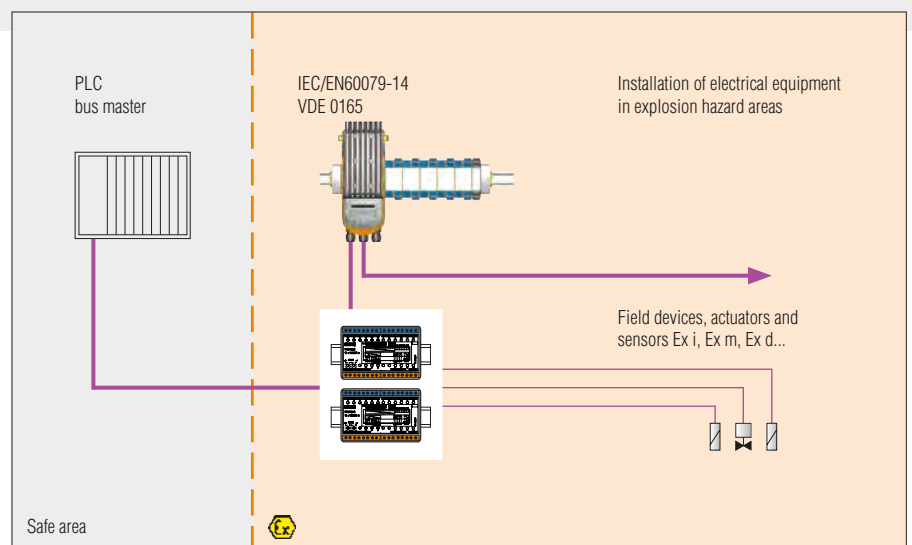 PLC
bus master
IEC/EN60079-14
VDE 0165
Installation of electrical equipment
in explosion hazard areas
Field devices, actuators and
sensors Ex i, Ex m, Ex d...
Safe area
Ex